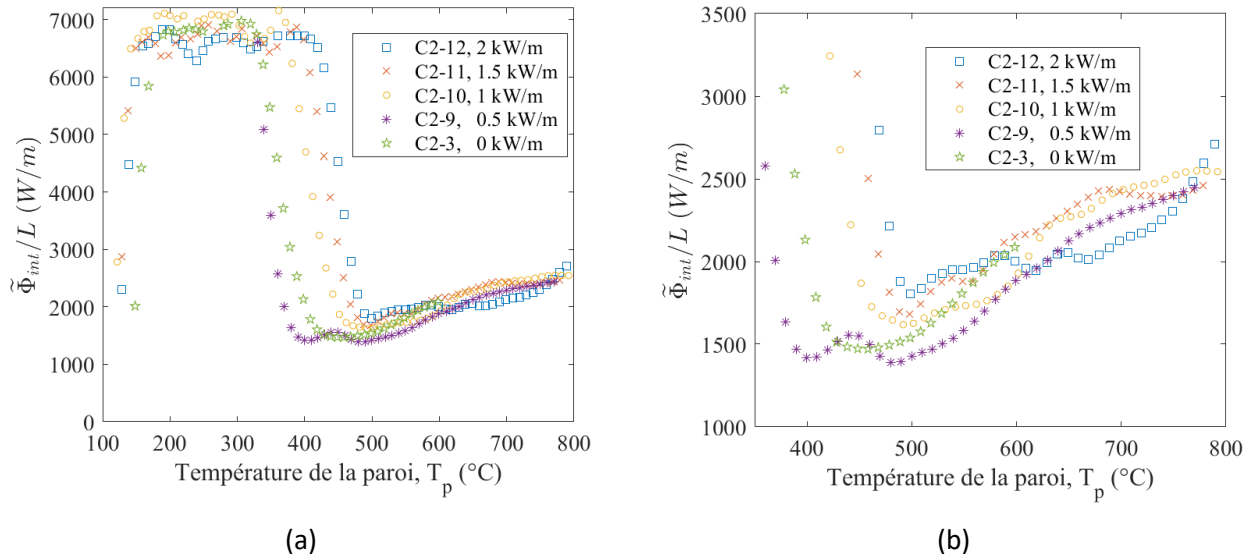 7000
6000
5000
4000
3000
2000
1000
0
100 200 300 400 500 600 700 800
Φ̃_int/L (W/m)
Température de la paroi, T_p (°C)
C2-12, 2 kW/m
C2-11, 1.5 kW/m
C2-10, 1 kW/m
C2-9, 0.5 kW/m
C2-3, 0 kW/m
(a)
3500
3000
2500
2000
1500
1000
400 500 600 700 800
Φ̃_int/L (W/m)
Température de la paroi, T_p (°C)
C2-12, 2 kW/m
C2-11, 1.5 kW/m
C2-10, 1 kW/m
C2-9, 0.5 kW/m
C2-3, 0 kW/m
(b)